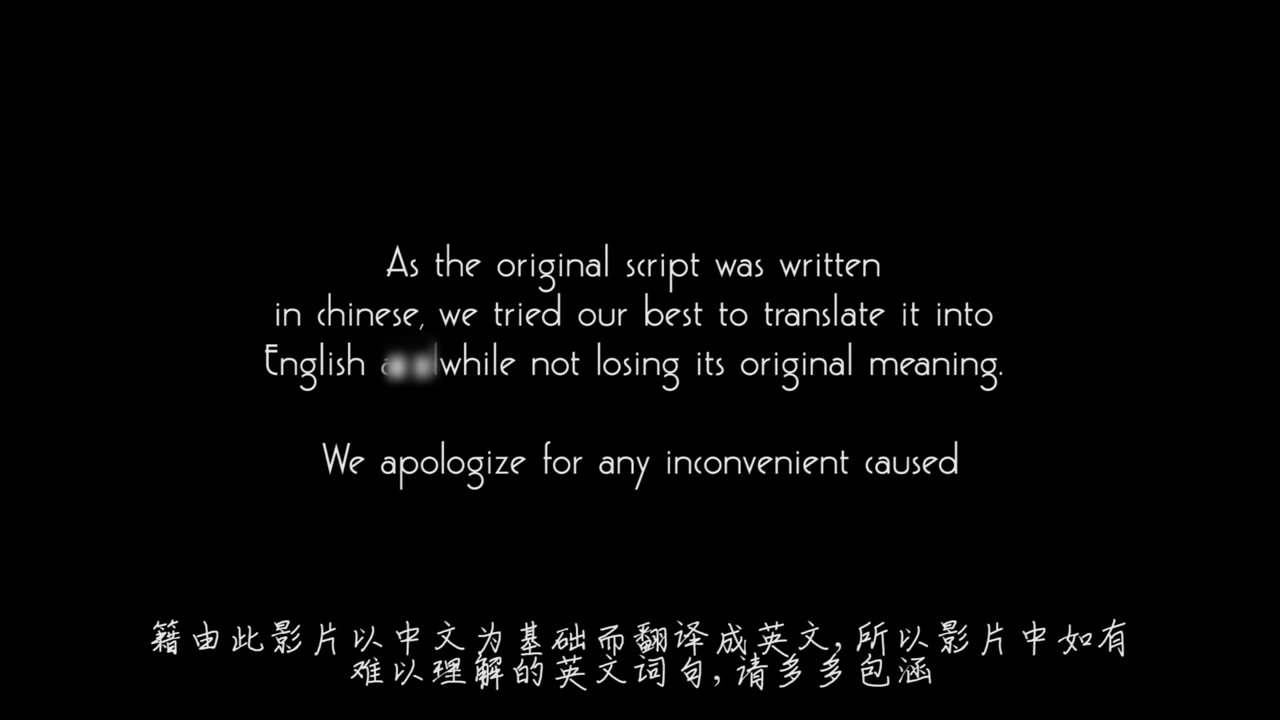 As the original script was written
in chinese, we tried our best to translate it into
English while not losing its original meaning.
We apologize for any inconvenient caused
籍由此影片以中文为基础而翻译成英文,所以影片中如有
难以理解的英文词句,请多多包涵